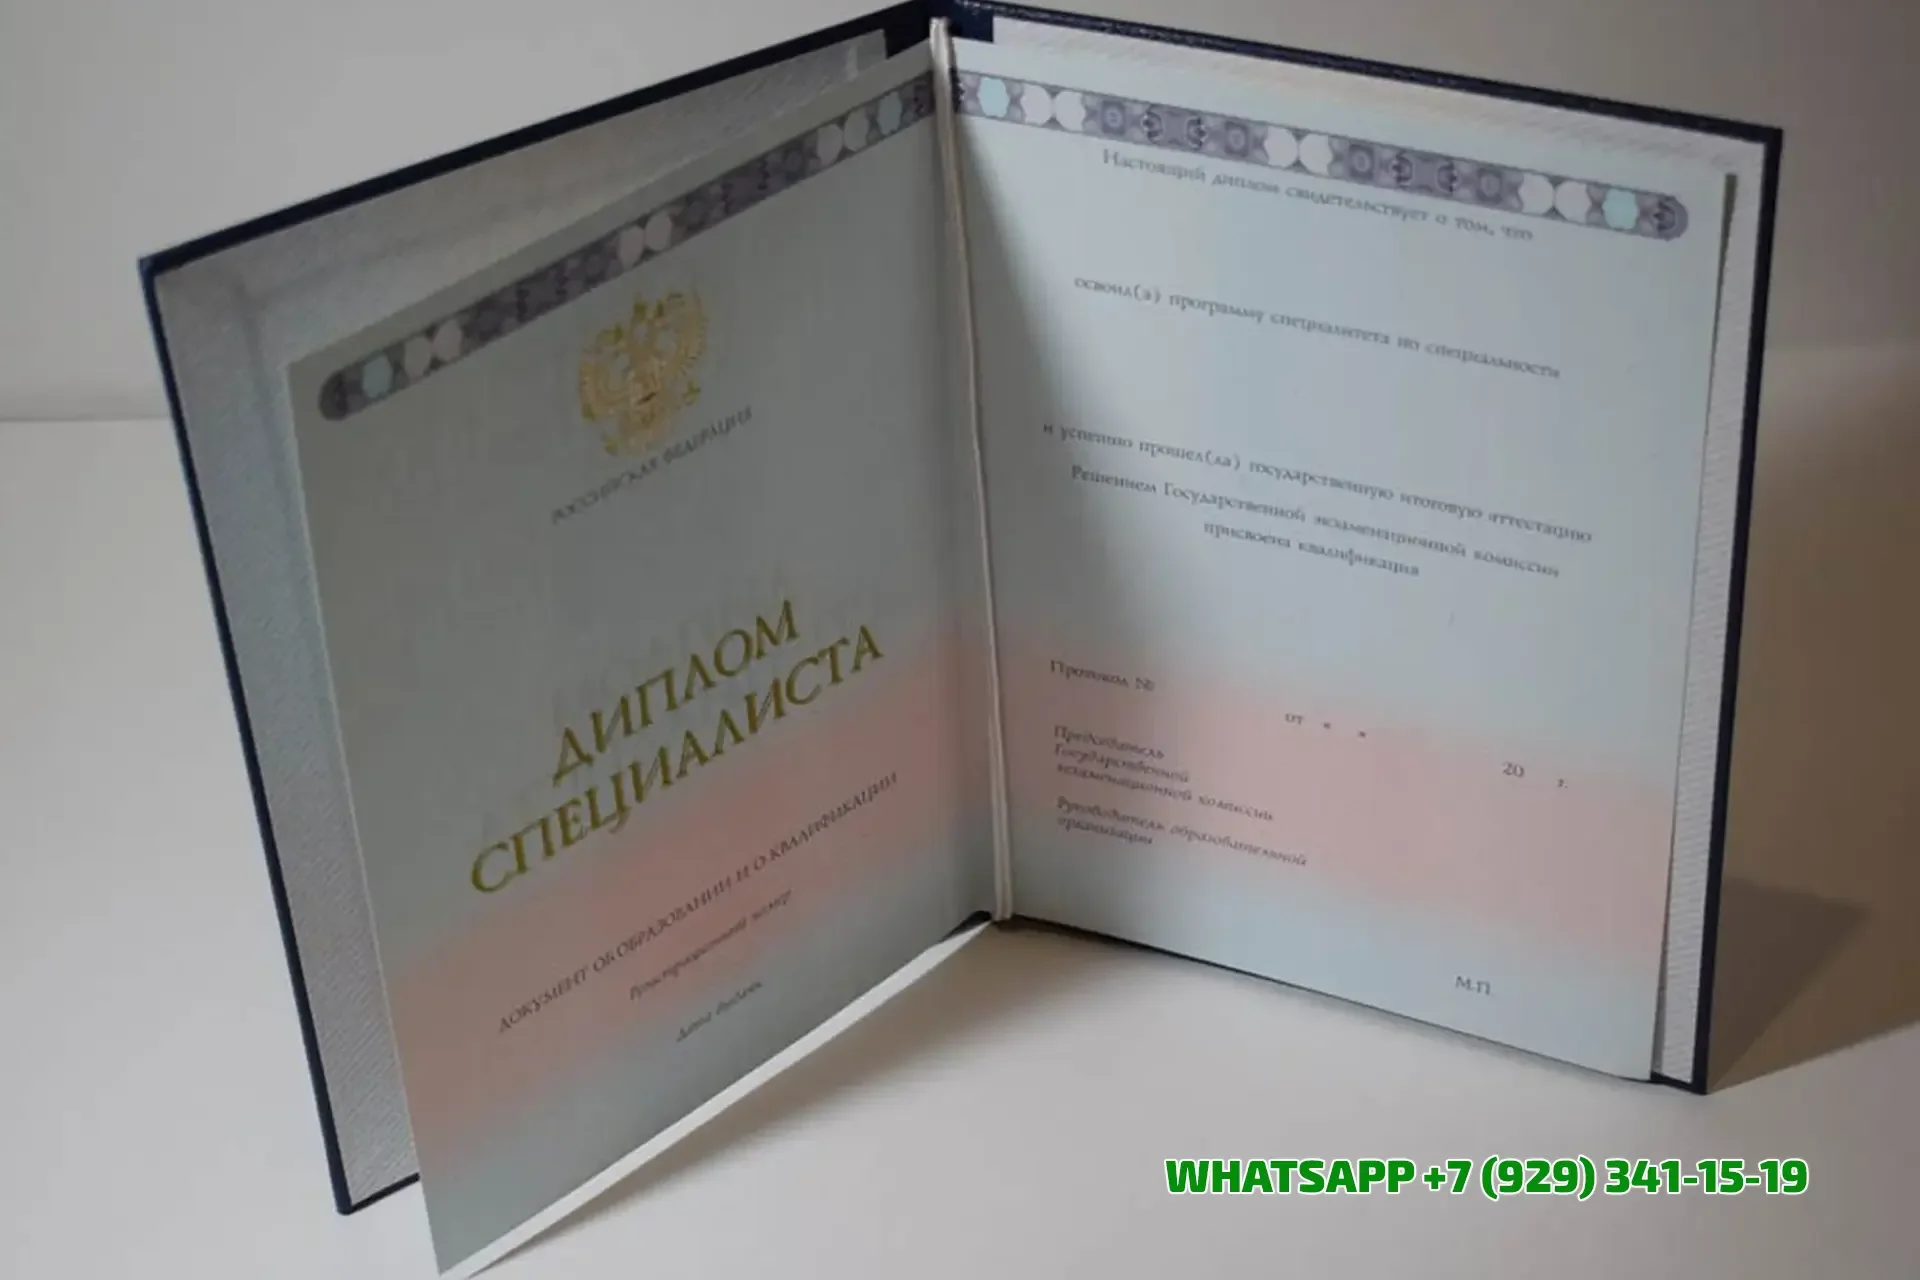 РОССИЙСКАЯ ФЕДЕРАЦИЯ
ДИПЛОМ
СПЕЦИАЛИСТА
ДОКУМЕНТ ОБ ОБРАЗОВАНИИ И О КВАЛИФИКАЦИИ
Регистрационный номер
Дата выдачи
Настоящий диплом свидетельствует о том, что
освоил(а) программу специалитета по специальности
и успешно прошел(ла) государственную итоговую аттестацию
Решением Государственной экзаменационной комиссии
присвоена квалификация
Протокол №
от « » 20 г.
Председатель
Государственной
экзаменационной комиссии
Руководитель образовательной
организации
М.П.
WHATSAPP +7 (929) 341-15-19